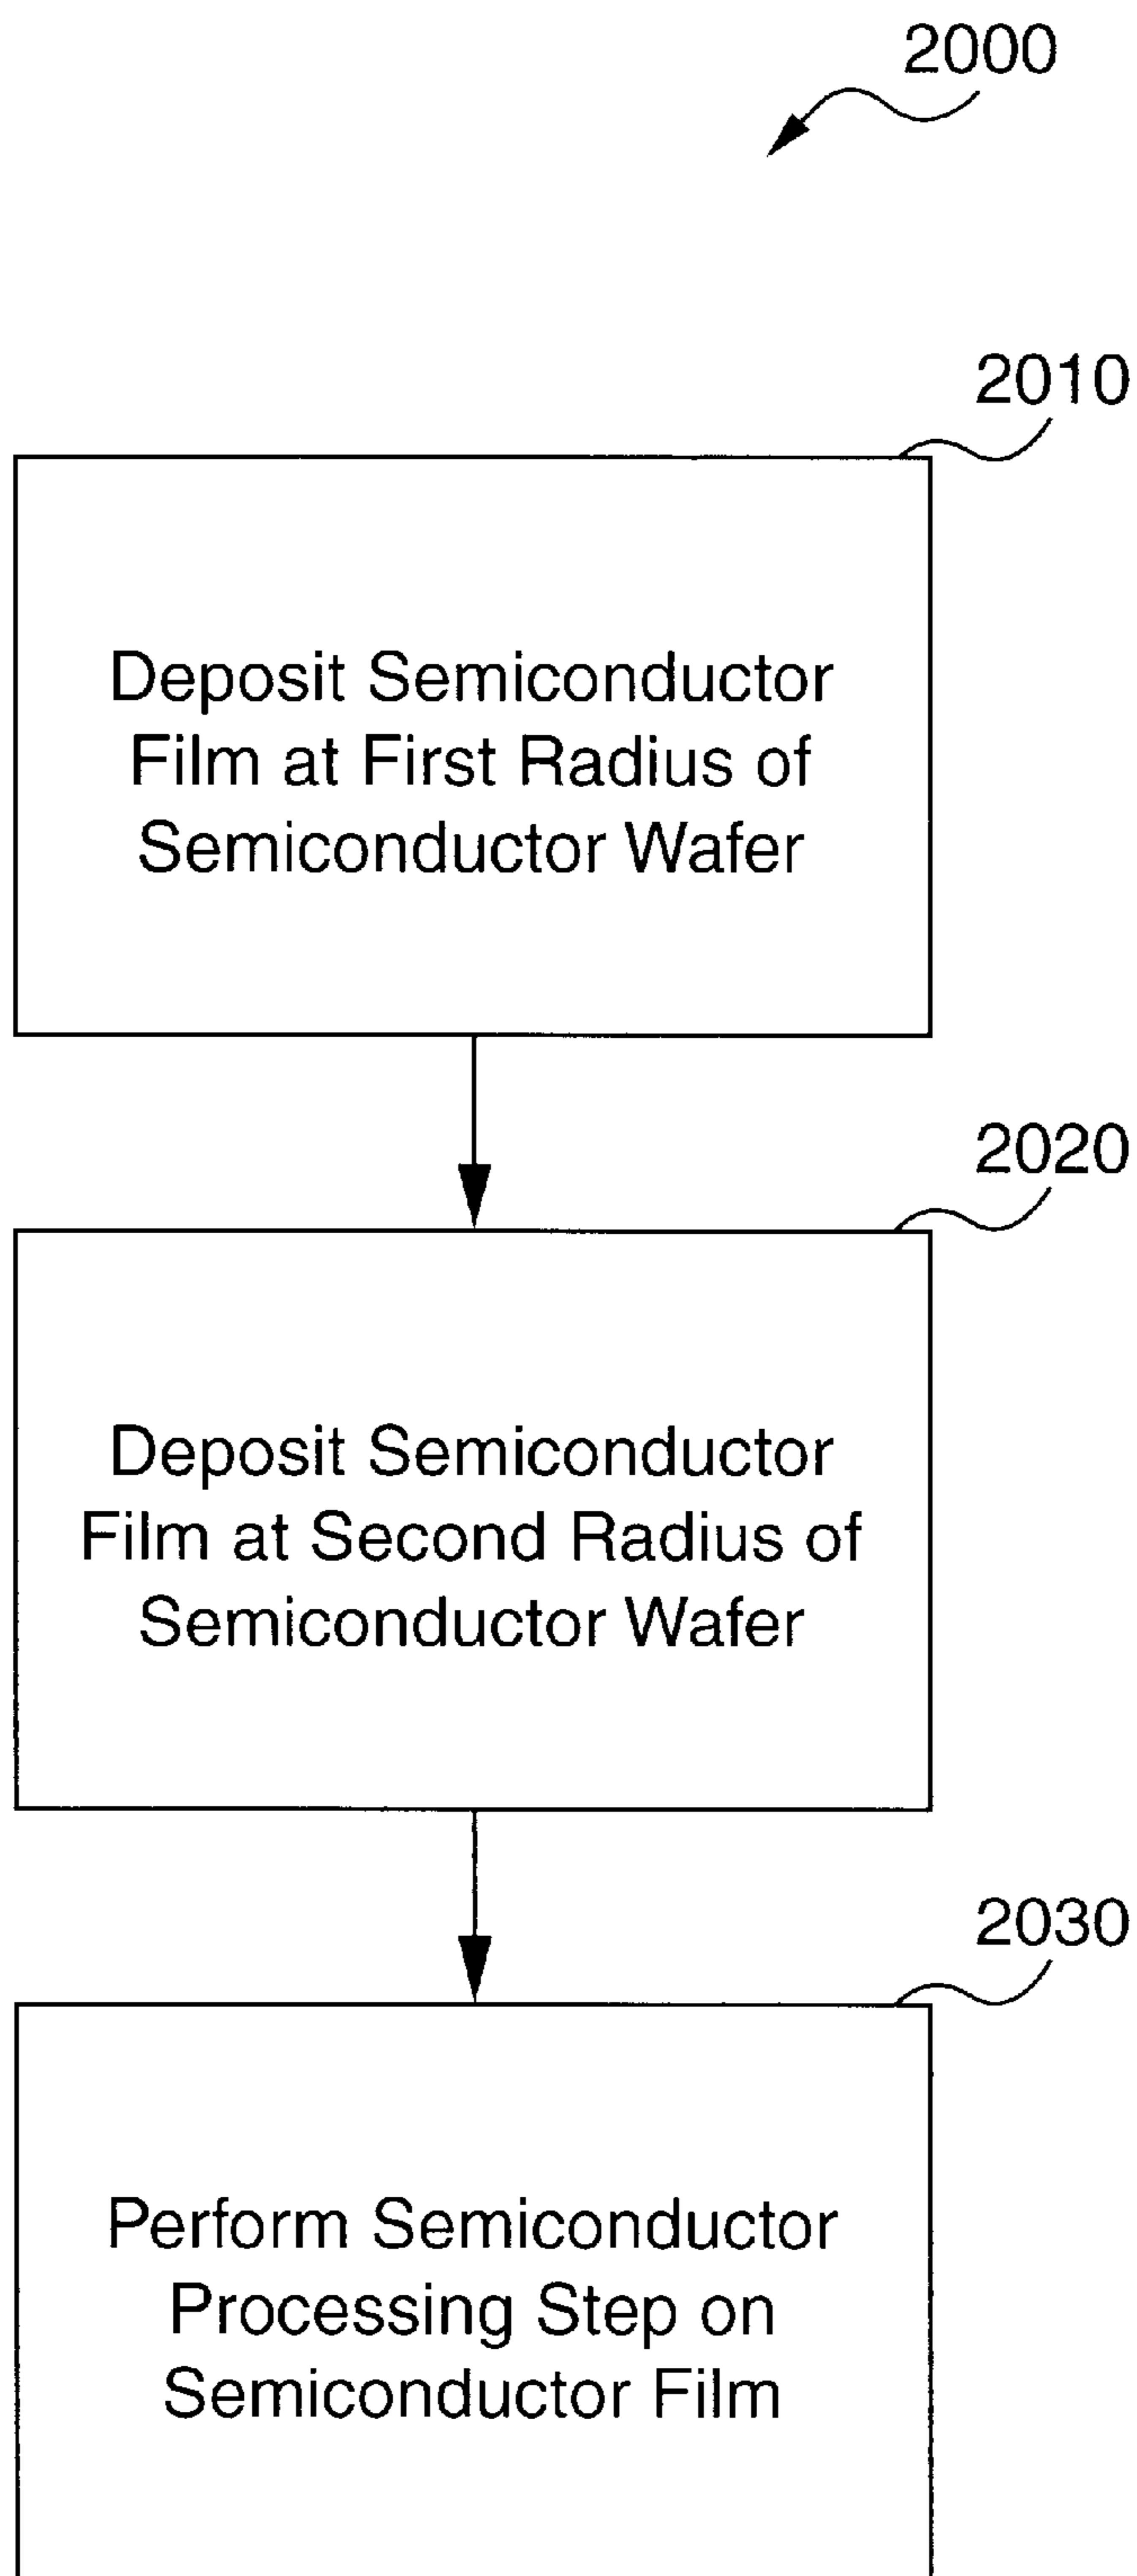 2000
2010
Deposit Semiconductor
Film at First Radius of
Semiconductor Wafer
2020
Deposit Semiconductor
Film at Second Radius of
Semiconductor Wafer
2030
Perform Semiconductor
Processing Step on
Semiconductor Film